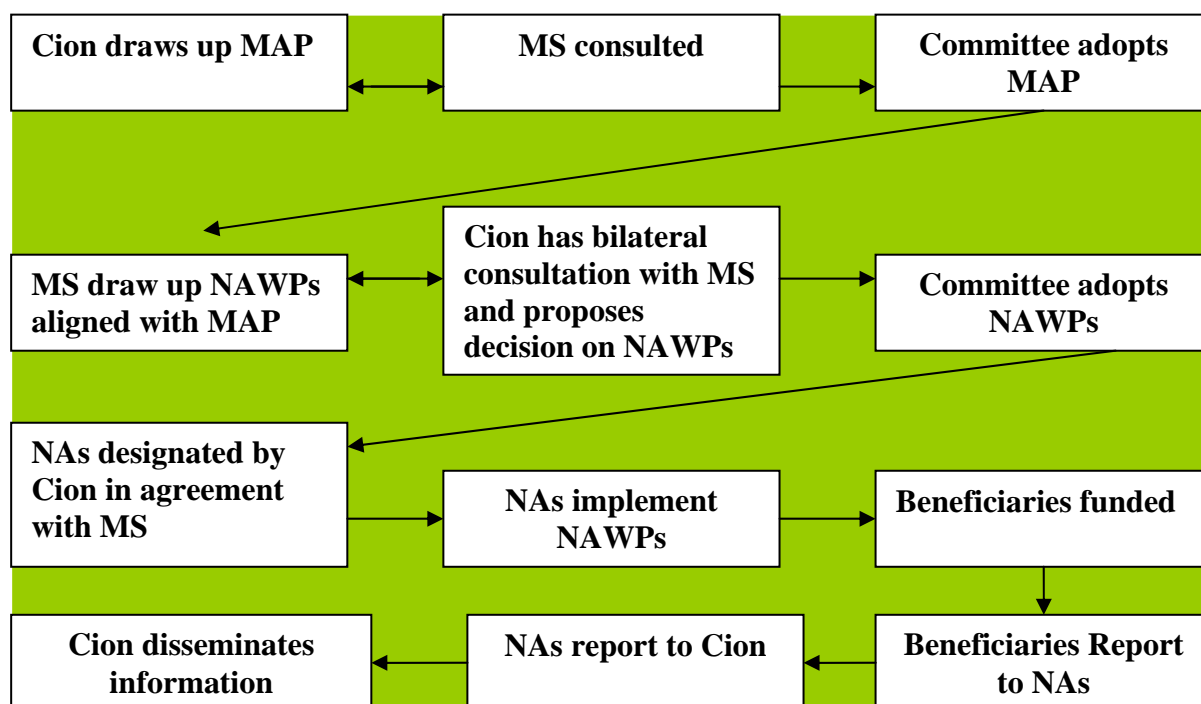 Cion draws up MAP
MS consulted
Committee adopts
MAP
MS draw up NAWPs
aligned with MAP
Cion has bilateral
consultation with MS
and proposes
decision on NAWPs
Committee adopts
NAWPs
NAs designated by
Cion in agreement
with MS
NAs implement
NAWPs
Beneficiaries funded
Cion disseminates
information
NAs report to Cion
Beneficiaries Report
to NAs